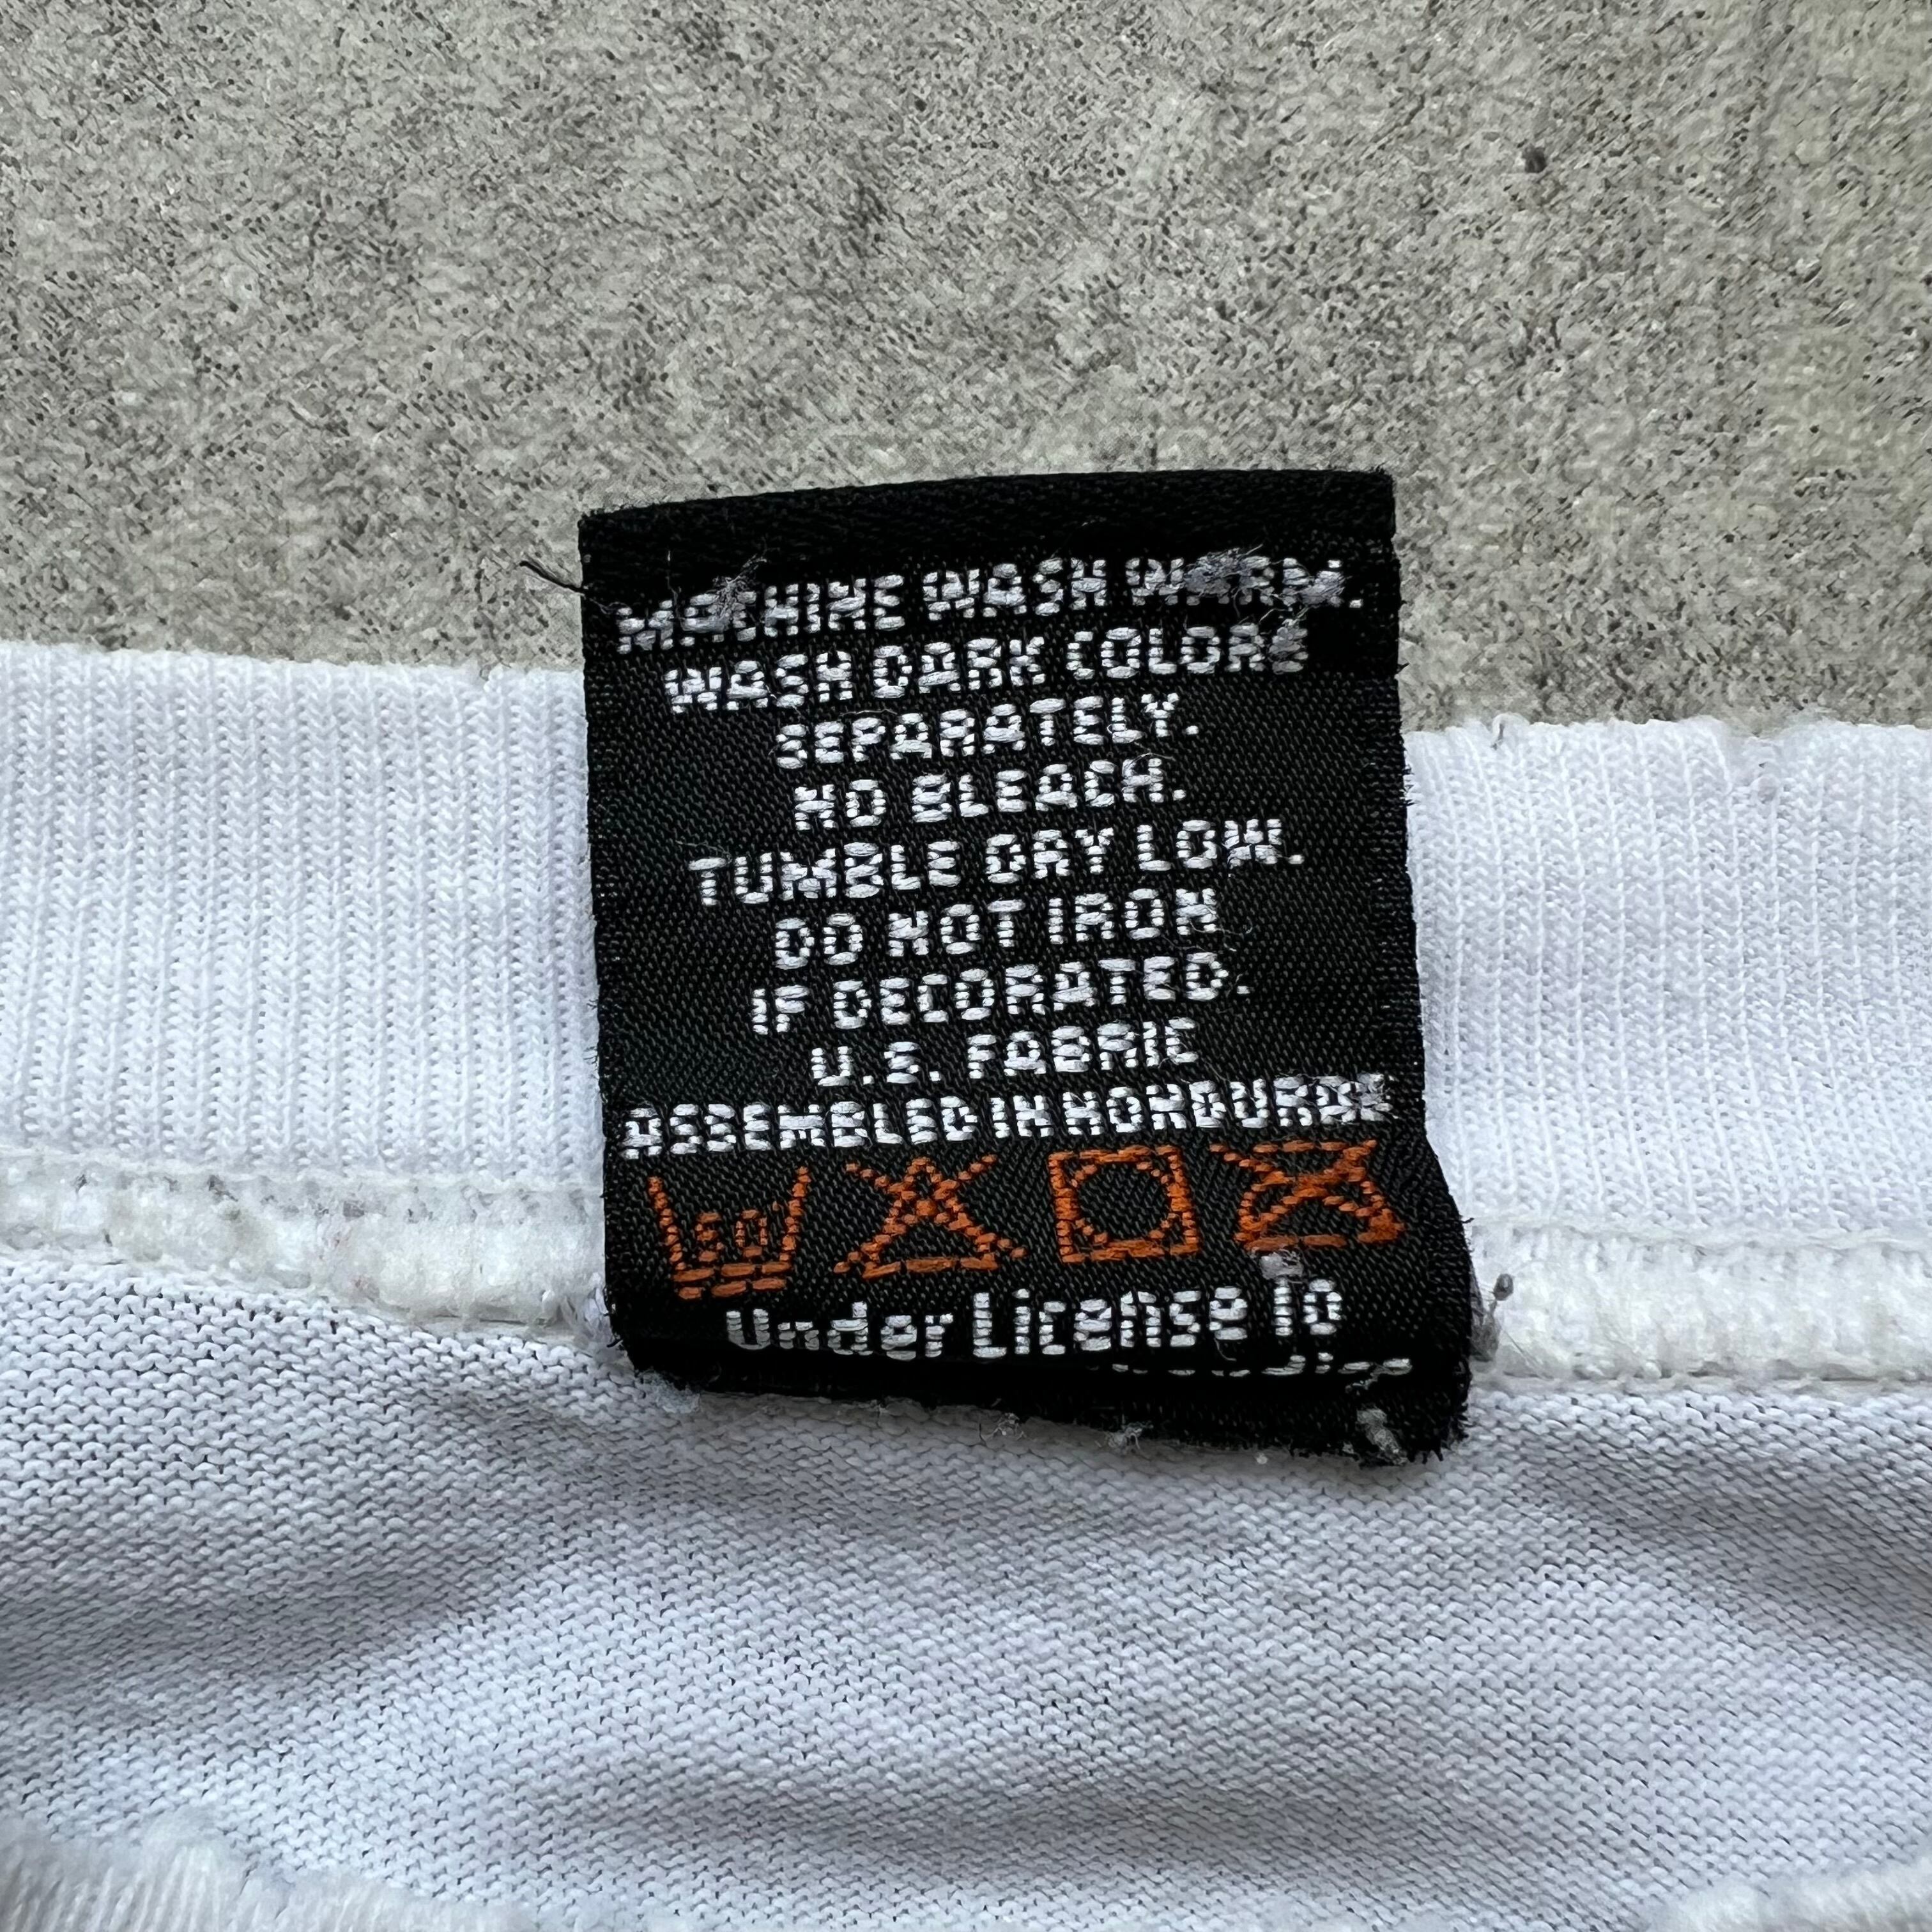 MACHINE WASH WARM.
WASH DARK COLORS
SEPARATELY.
NO BLEACH.
TUMBLE DRY LOW.
DO NOT IRON
IF DECORATED.
U.S. FABRIC
ASSEMBLED IN HONDURAS
50°
Under License To